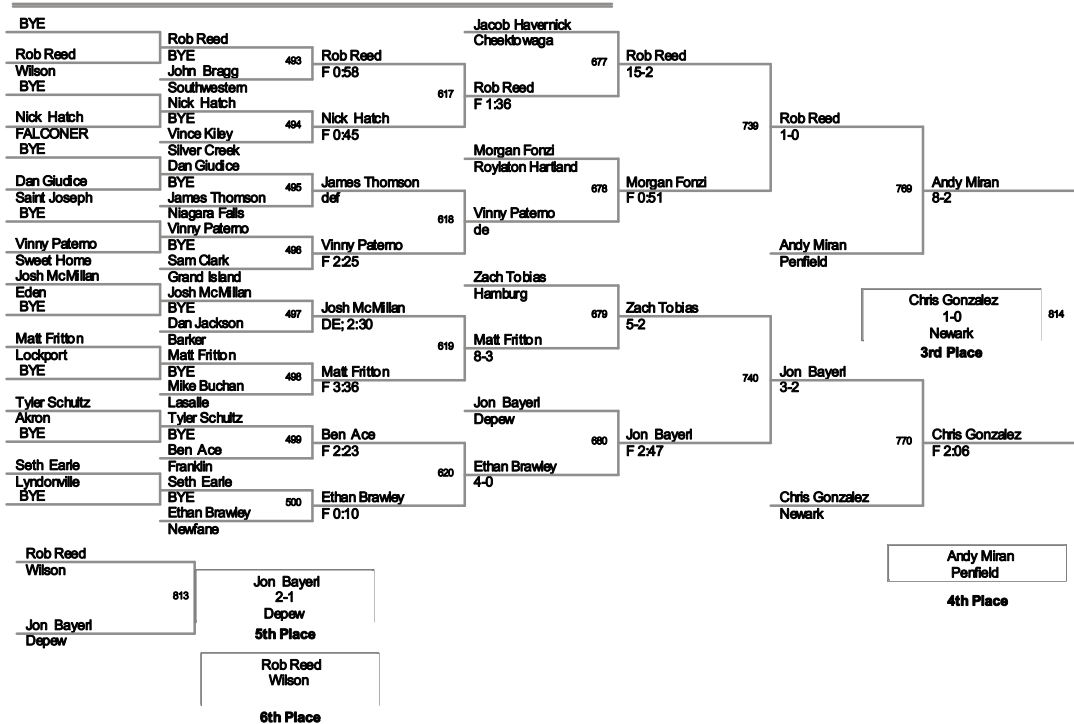 BYE
Rob Reed
Wilson
BYE
Nick Hatch
FALCONER
BYE
Dan Giudice
Saint Joseph
BYE
Vinny Paterno
Sweet Home
Josh McMillan
Eden
BYE
Matt Fritton
Lockport
BYE
Tyler Schultz
Akron
BYE
Seth Earle
Lyndonville
BYE
Rob Reed
BYE
493
John Bragg
Southwestern
Nick Hatch
BYE
494
Vince Kiley
Silver Creek
Dan Giudice
BYE
495
James Thomson
Niagara Falls
Vinny Paterno
BYE
496
Sam Clark
Grand Island
Josh McMillan
BYE
497
Dan Jackson
Barker
Matt Fritton
BYE
498
Mike Buchan
Lasalle
Tyler Schultz
BYE
499
Ben Ace
Franklin
Seth Earle
BYE
500
Ethan Brawley
Newfane
Rob Reed
F 0:58
617
Nick Hatch
F 0:45
James Thomson
def
618
Vinny Paterno
F 2:25
Josh McMillan
DE; 2:30
619
Matt Fritton
F 3:36
Ben Ace
F 2:23
620
Ethan Brawley
F 0:10
Jacob Havernick
Cheektowaga
677
Rob Reed
F 1:36
Morgan Fonzi
Roylaton Hartland
678
Vinny Paterno
de
Zach Tobias
Hamburg
679
Matt Fritton
8-3
Jon Bayerl
Depew
680
Ethan Brawley
4-0
Rob Reed
15-2
739
Morgan Fonzi
F 0:51
Zach Tobias
5-2
740
Jon Bayerl
F 2:47
Rob Reed
1-0
769
Andy Miran
Penfield
Jon Bayerl
3-2
770
Chris Gonzalez
Newark
Andy Miran
8-2
Chris Gonzalez
1-0
Newark
814
3rd Place
Chris Gonzalez
F 2:06
Andy Miran
Penfield
4th Place
Rob Reed
Wilson
813
Jon Bayerl
Depew
Jon Bayerl
2-1
Depew
5th Place
Rob Reed
Wilson
6th Place